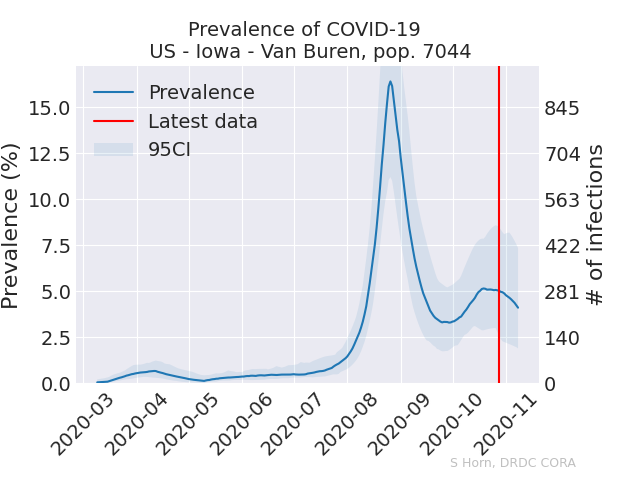 Prevalence of COVID-19
US - Iowa - Van Buren, pop. 7044
Prevalence
Latest data
95CI
Prevalence (%)
15.0
12.5
10.0
7.5
5.0
2.5
0.0
845
704
563
422
281
140
0
# of infections
2020-03
2020-04
2020-05
2020-06
2020-07
2020-08
2020-09
2020-10
2020-11
S Horn, DRDC CORA